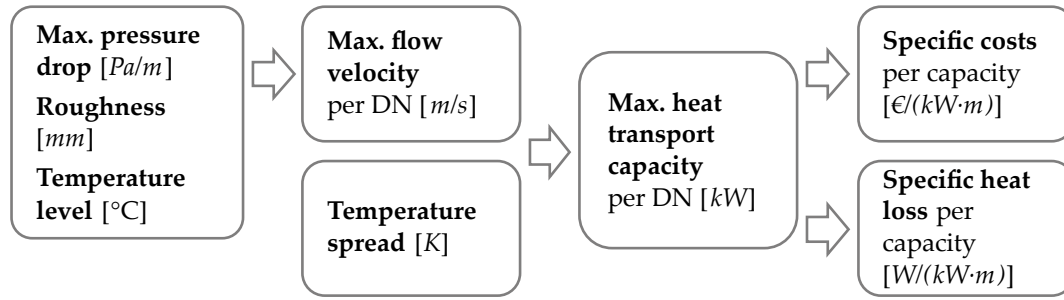 Max. pressure
drop [Pa/m]
Roughness
[mm]
Temperature
level [°C]
Max. flow
velocity
per DN [m/s]
Temperature
spread [K]
Max. heat
transport
capacity
per DN [kW]
Specific costs
per capacity
[€/(kW·m)]
Specific heat
loss per
capacity
[W/(kW·m)]